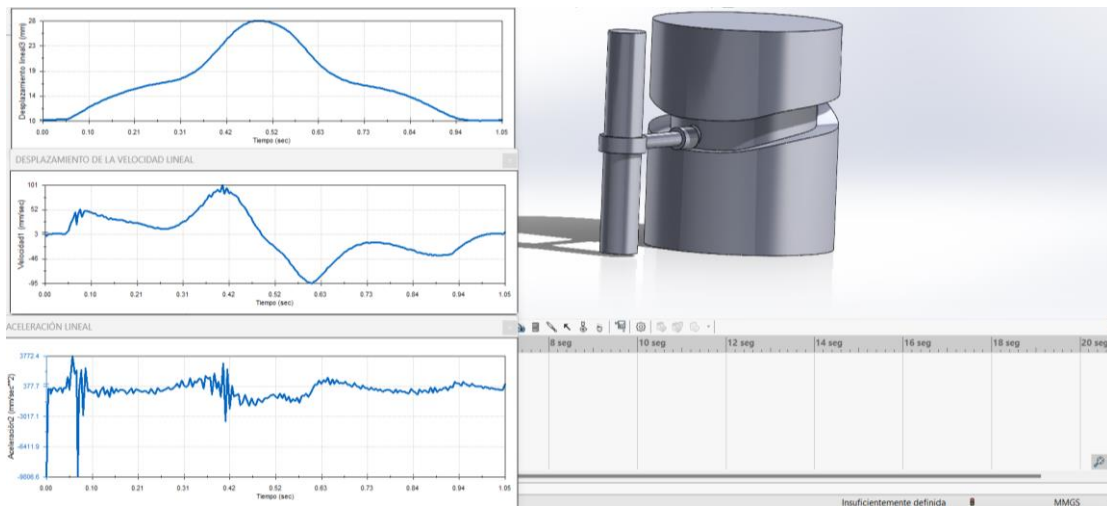 28
23
19
14
10
Desplazamiento lineal3 (mm)
0.00 0.10 0.21 0.31 0.42 0.52 0.63 0.73 0.84 0.94 1.05
Tiempo (sec)
DESPLAZAMIENTO DE LA VELOCIDAD LINEAL
101
52
3
-46
-95
Velocidad1 (mm/sec)
0.00 0.10 0.21 0.31 0.42 0.52 0.63 0.73 0.84 0.94 1.05
Tiempo (sec)
ACELERACIÓN LINEAL
3772.4
377.7
-3017.1
-6411.9
-9806.6
Aceleración2 (mm/sec**2)
0.00 0.10 0.21 0.31 0.42 0.52 0.63 0.73 0.84 0.94 1.05
Tiempo (sec)
8 seg 10 seg 12 seg 14 seg 16 seg 18 seg 20 seg
Insuficientemente definida MMGS